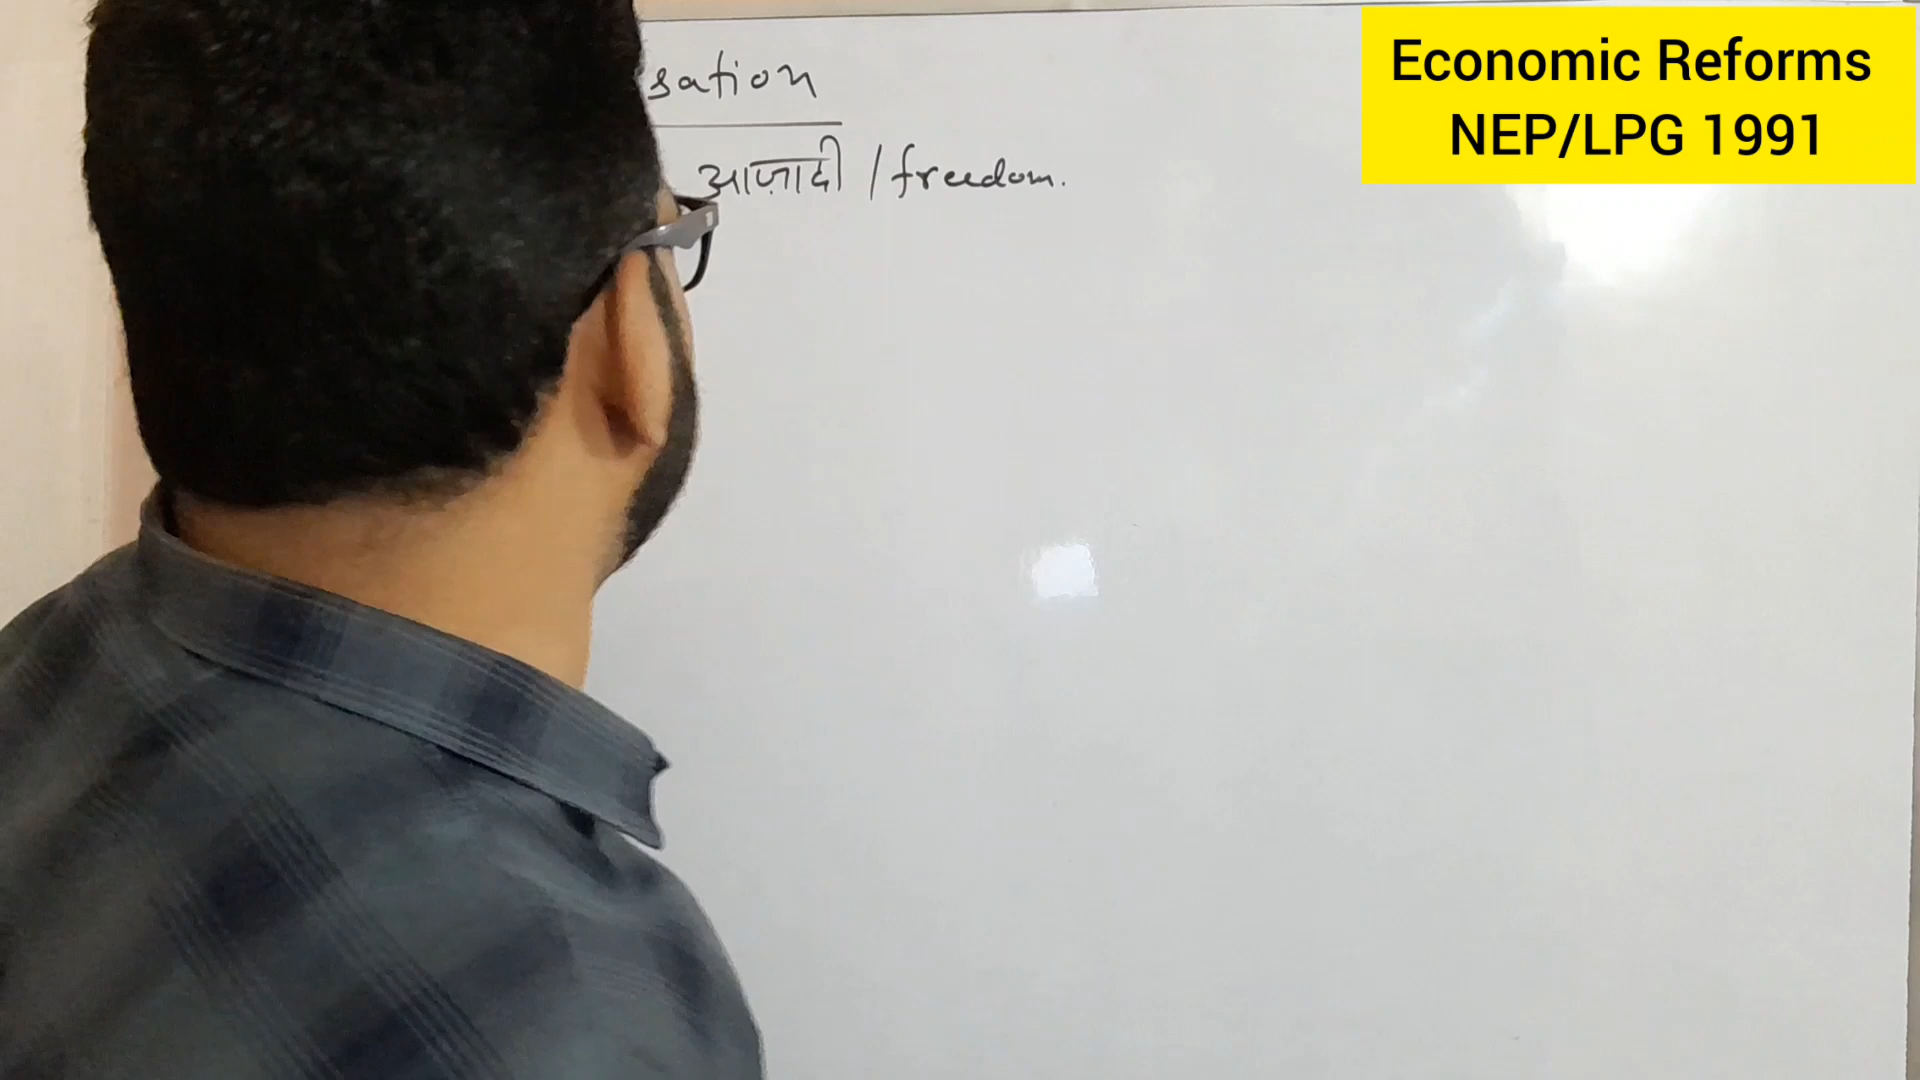 sation
आज़ादी / freedom.
Economic Reforms
NEP/LPG 1991